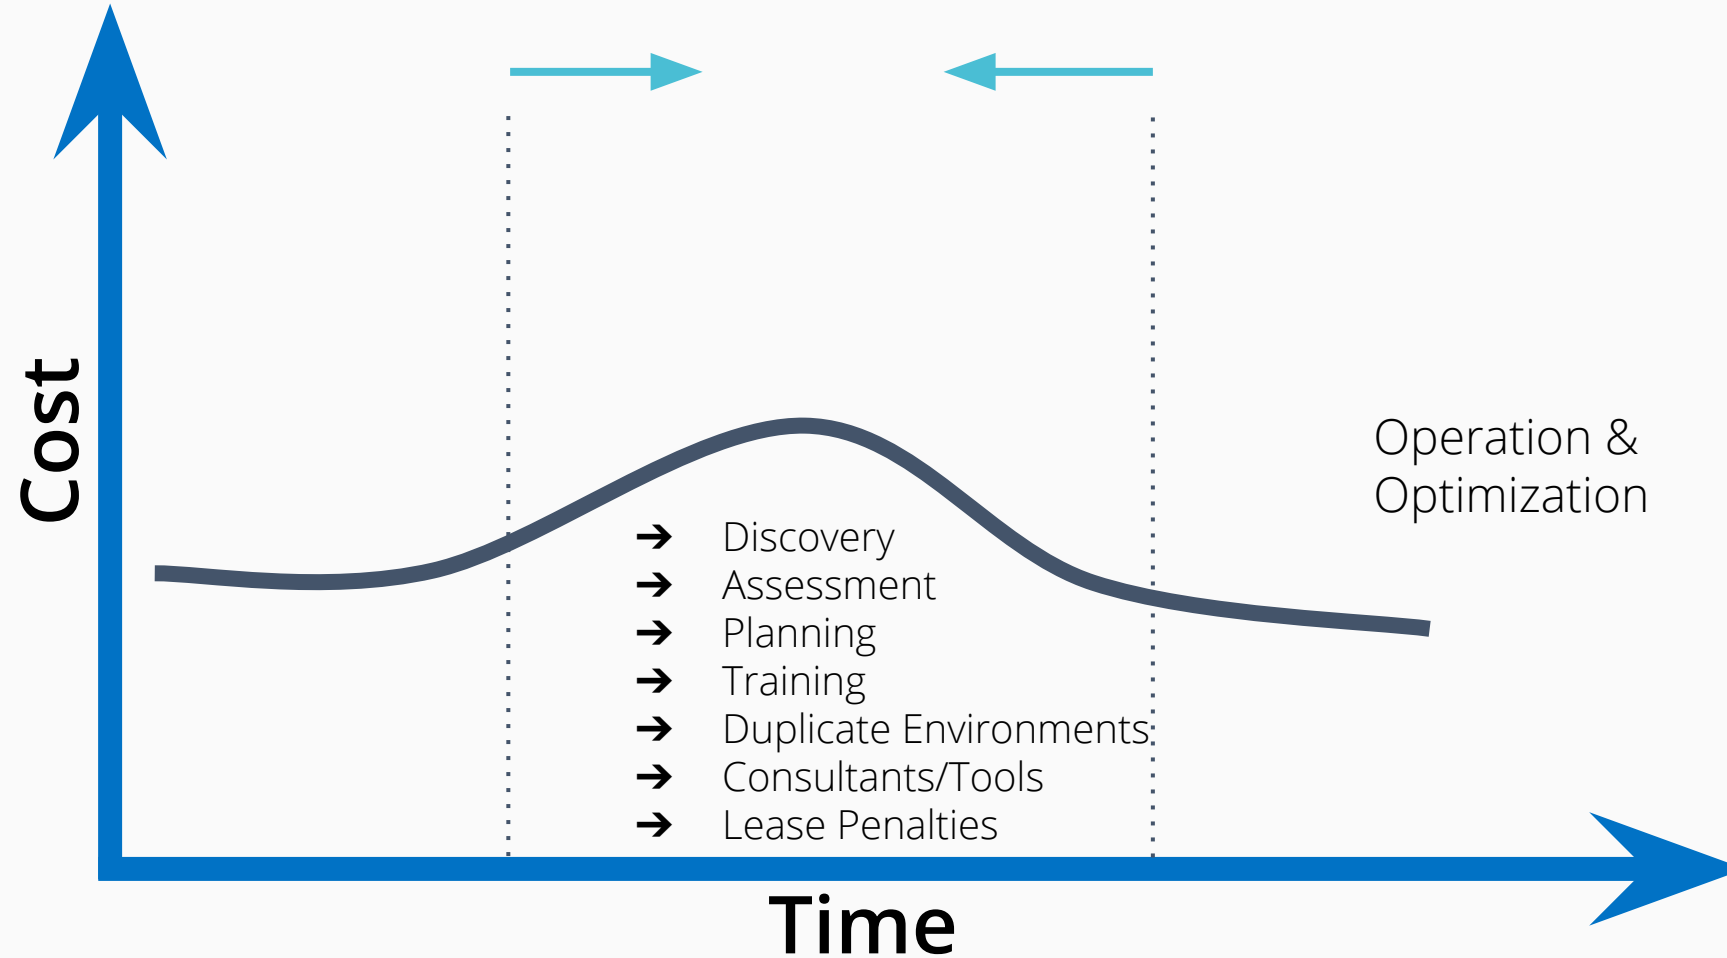 Cost
Operation &
Optimization
➔ Discovery
➔ Assessment
➔ Planning
➔ Training
➔ Duplicate Environments
➔ Consultants/Tools
➔ Lease Penalties
Time